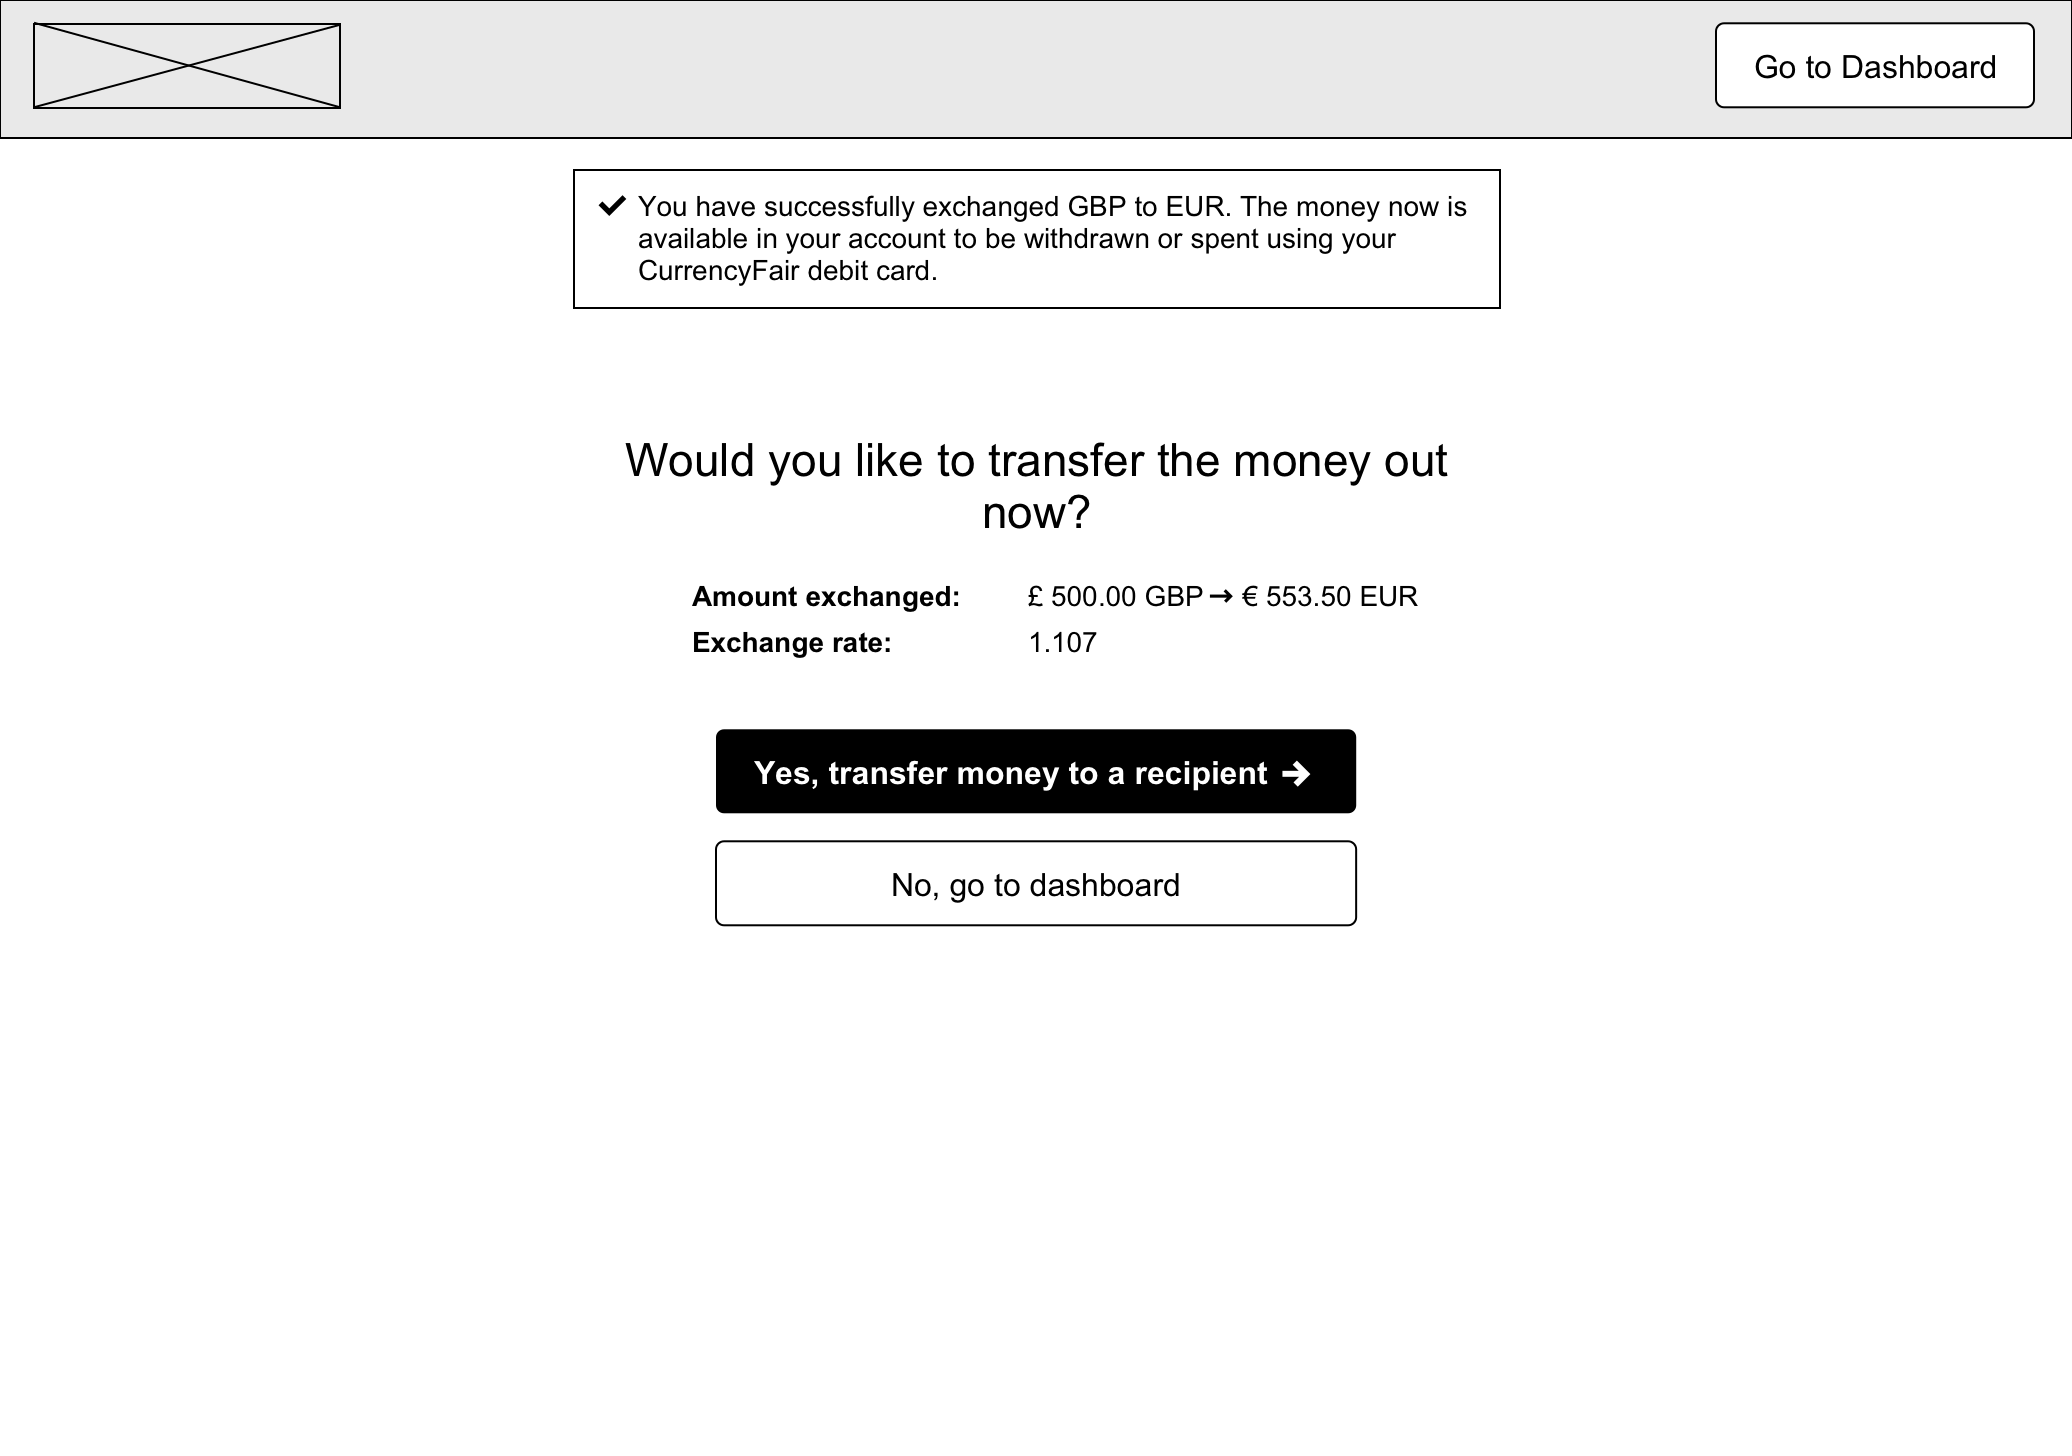 Go to Dashboard
You have successfully exchanged GBP to EUR. The money now is
available in your account to be withdrawn or spent using your
CurrencyFair debit card.
Would you like to transfer the money out
now?
Amount exchanged: £ 500.00 GBP → € 553.50 EUR
Exchange rate: 1.107
Yes, transfer money to a recipient →
No, go to dashboard